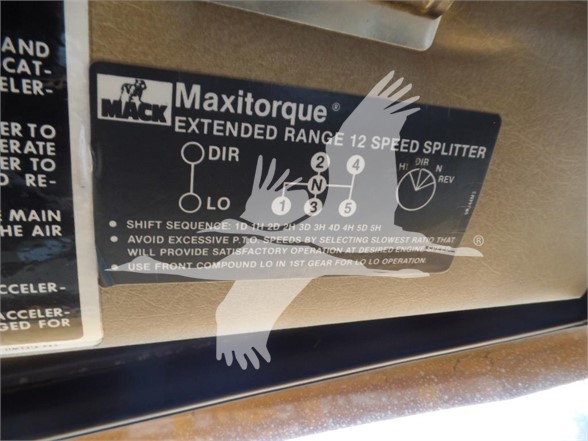 AND
CAT-
ELER-
ER TO
ERATE
ER TO
D RE-
E MAIN
HE AIR
ACCELER-
ACCELER-
GED FOR
MACK
Maxitorque®
EXTENDED RANGE 12 SPEED SPLITTER
DIR
LO
2 4
N
1 3 5
HI DIR N
REV
• SHIFT SEQUENCE: 1D 1H 2D 2H 3D 3H 4D 4H 5D 5H
• AVOID EXCESSIVE P.T.O. SPEEDS BY SELECTING SLOWEST RATIO THAT
WILL PROVIDE SATISFACTORY OPERATION AT DESIRED ENGINE
• USE FRONT COMPOUND LO IN 1ST GEAR FOR LO LO OPERATION.
®